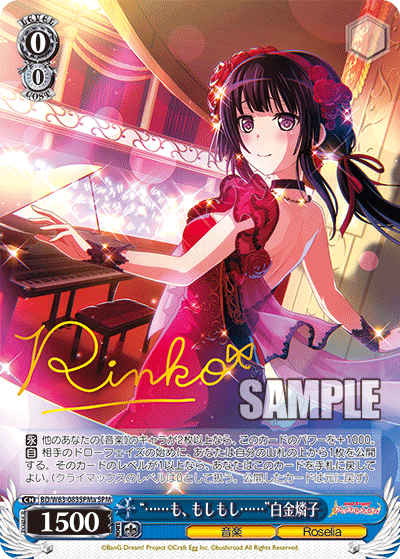 LEVEL
0
0
COST
Rinko
SAMPLE
永 他のあなたの《音楽》のキャラが2枚以上なら、このカードのパワーを+1000。
自 相手のドローフェイズの始めに、あなたは自分の山札の上から1枚を公開
する。そのカードのレベルが1以上なら、あなたはこのカードを手札に戻して
よい。(クライマックスのレベルは0として扱う。公開したカードは元に戻す)
CH BD/W63-083SPMa SPM
1500
“……も、もしもし……”白金燐子
音楽
Roselia
©BanG Dream! Project ©Craft Egg Inc. ©bushiroad All Rights Reserved.